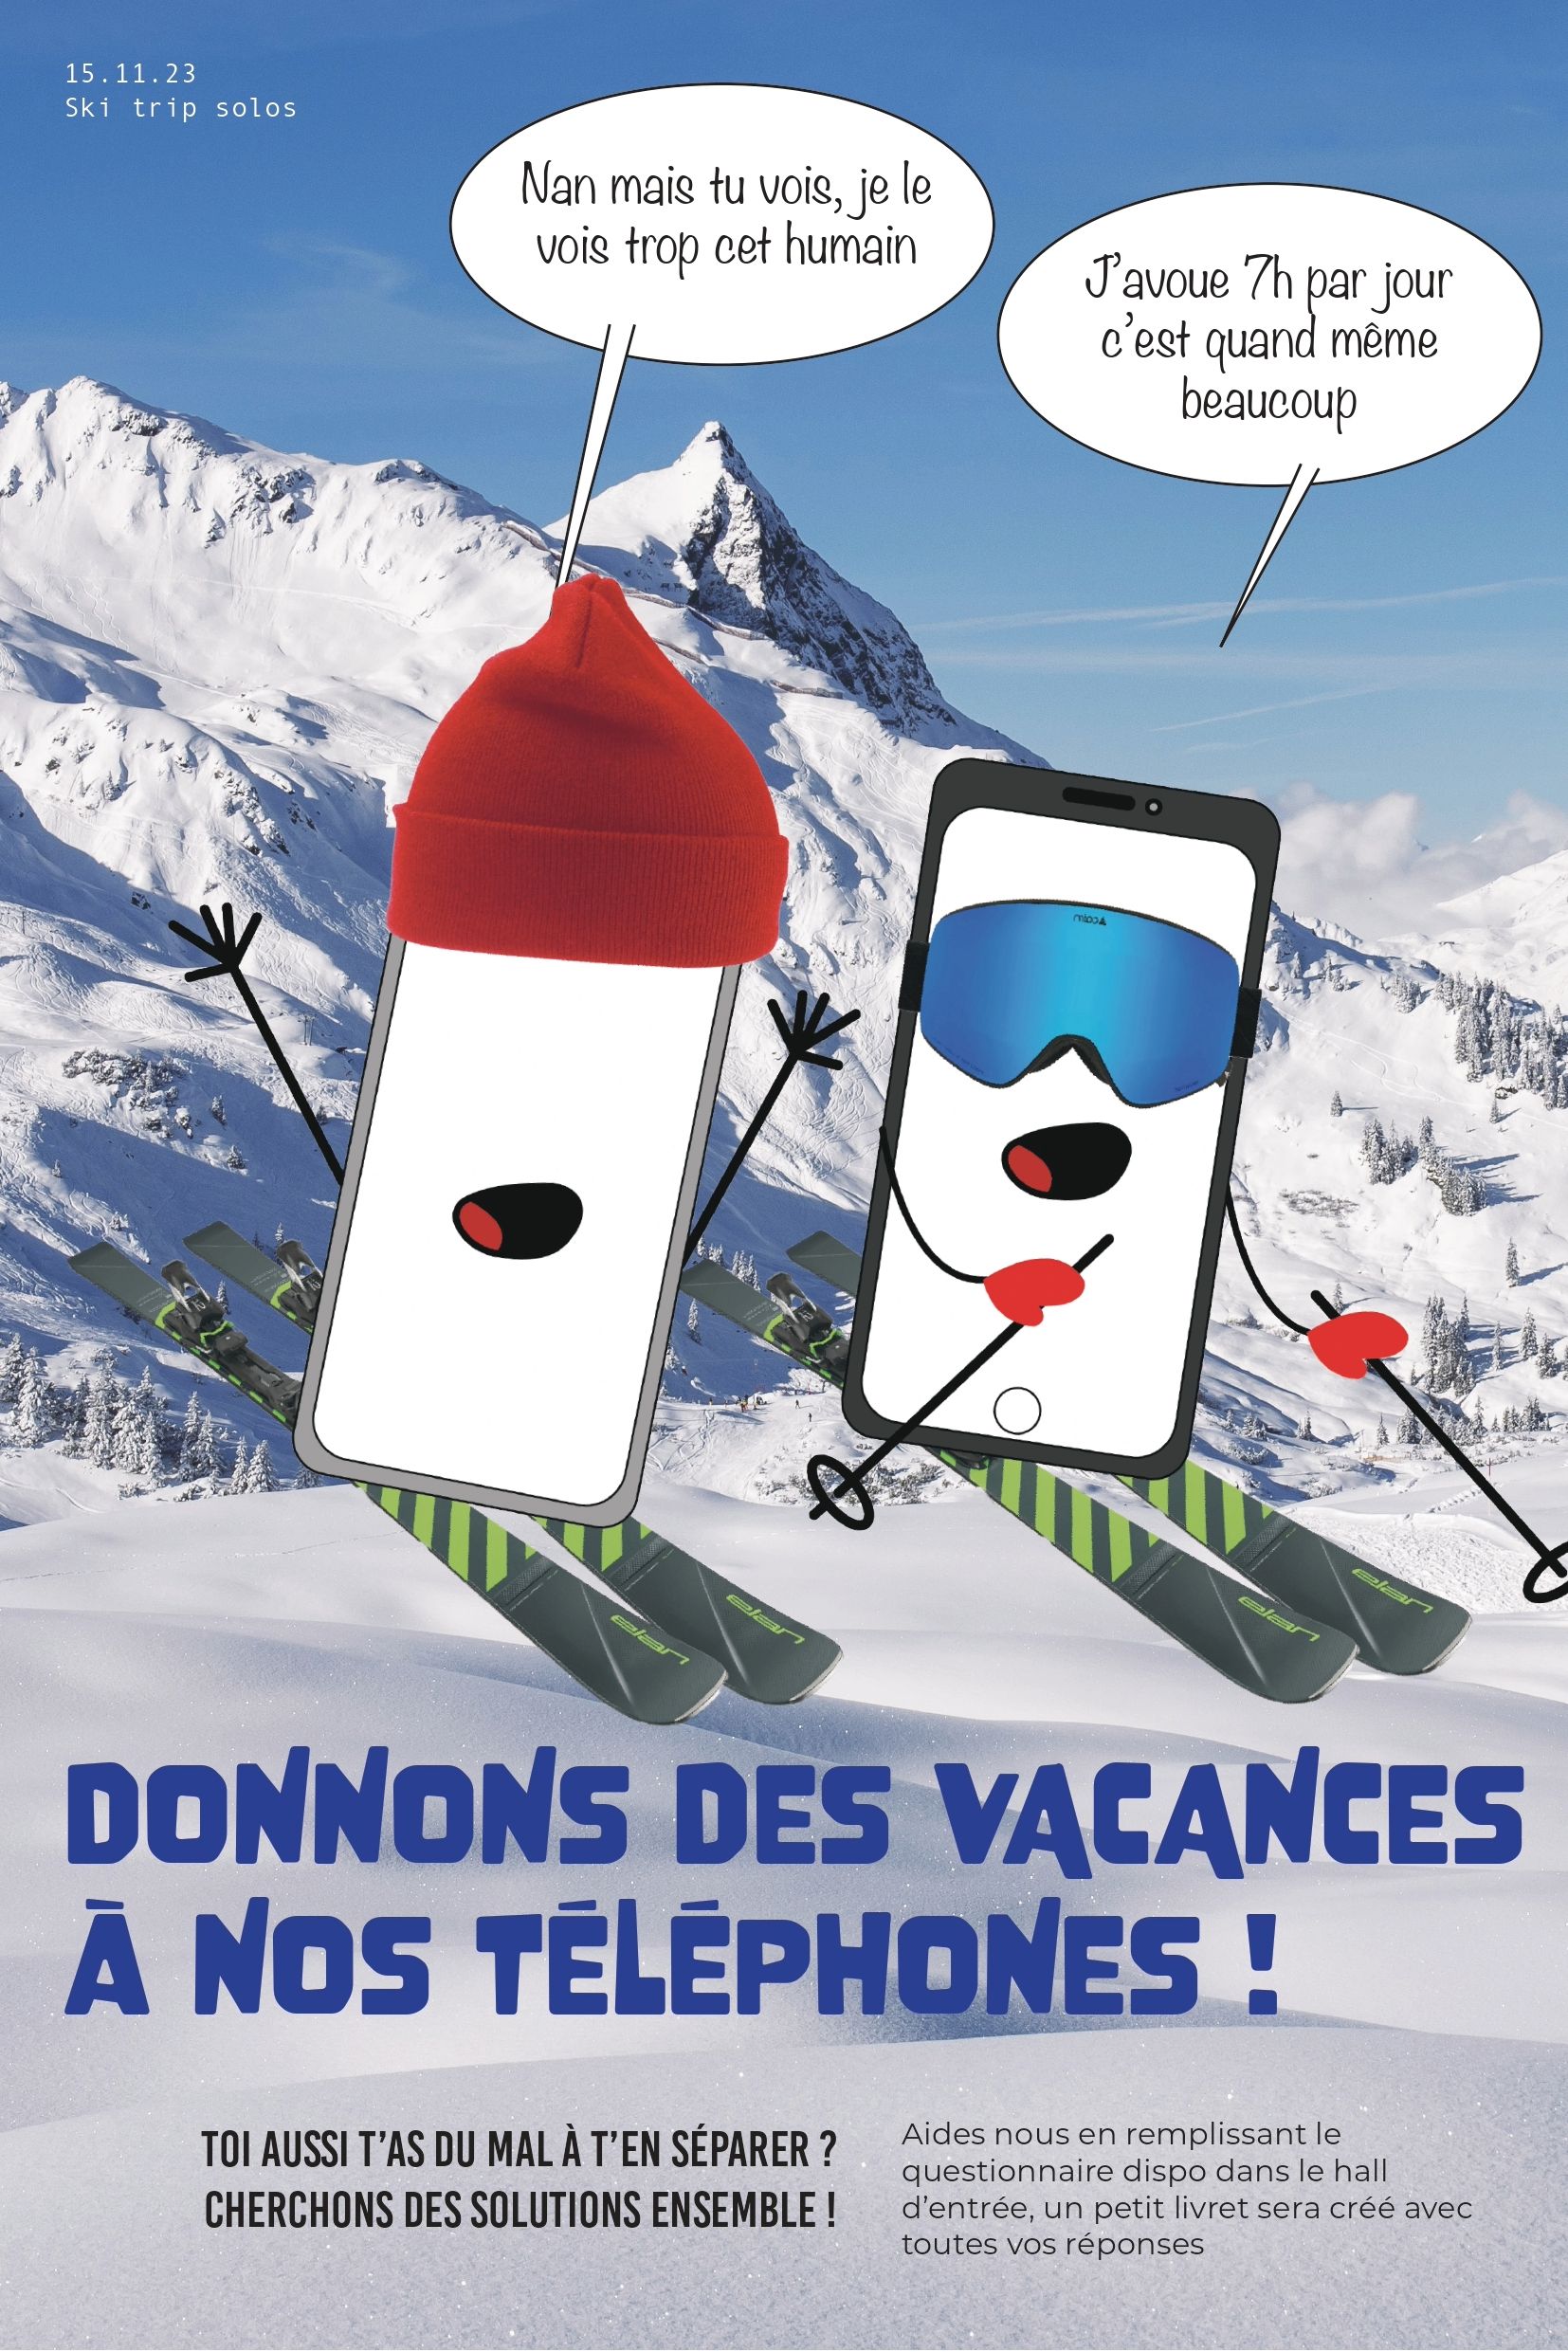 15.11.23
Ski trip solos
Nan mais tu vois, je le
vois trop cet humain
J'avoue 7h par jour
c'est quand même
beaucoup
cairn
elan
elan
elan
elan
DONNONS DES VACANCES
À NOS TÉLÉPHONES !
TOI AUSSI T'AS DU MAL À T'EN SÉPARER ?
CHERCHONS DES SOLUTIONS ENSEMBLE !
Aides nous en remplissant le
questionnaire dispo dans le hall
d'entrée, un petit livret sera créé avec
toutes vos réponses